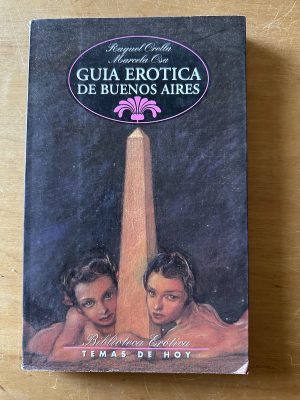 Raquel Orella
Marcela Osa
GUIA EROTICA
DE BUENOS AIRES
Biblioteca Erótica
TEMAS DE HOY